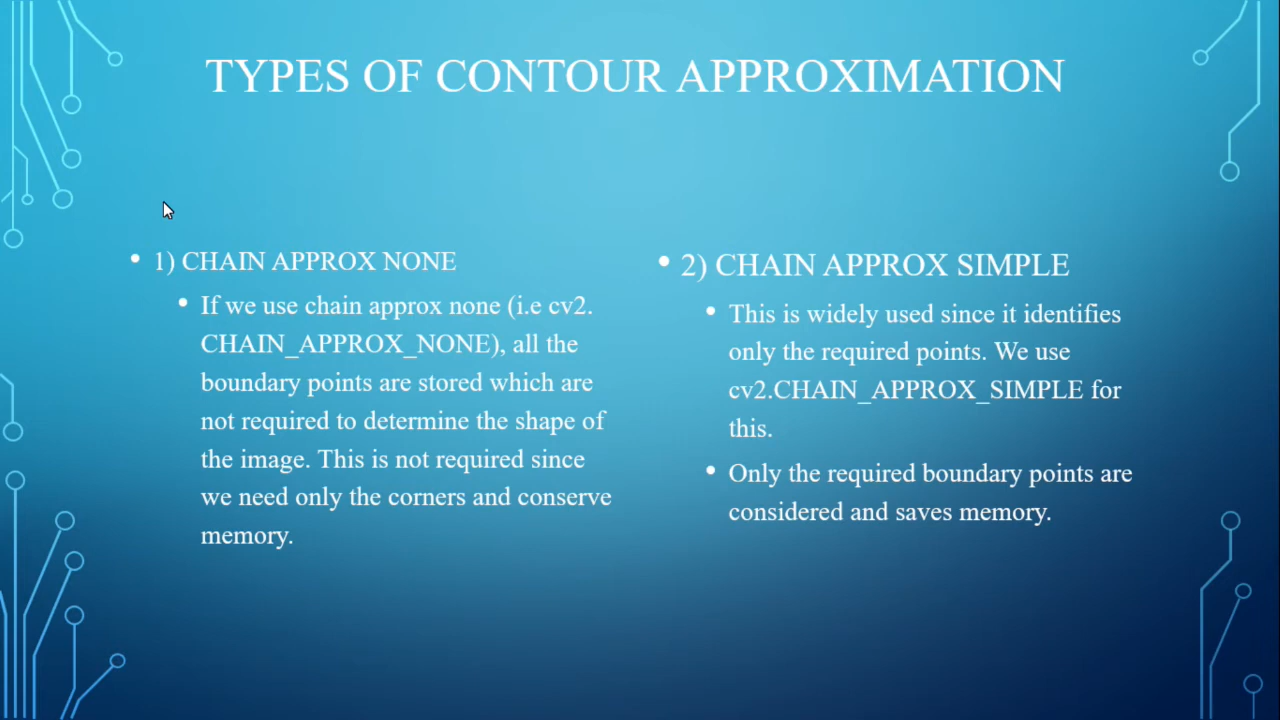 TYPES OF CONTOUR APPROXIMATION
• 1) CHAIN APPROX NONE
• If we use chain approx none (i.e cv2.
CHAIN_APPROX_NONE), all the
boundary points are stored which are
not required to determine the shape of
the image. This is not required since
we need only the corners and conserve
memory.
• 2) CHAIN APPROX SIMPLE
• This is widely used since it identifies
only the required points. We use
cv2.CHAIN_APPROX_SIMPLE for
this.
• Only the required boundary points are
considered and saves memory.